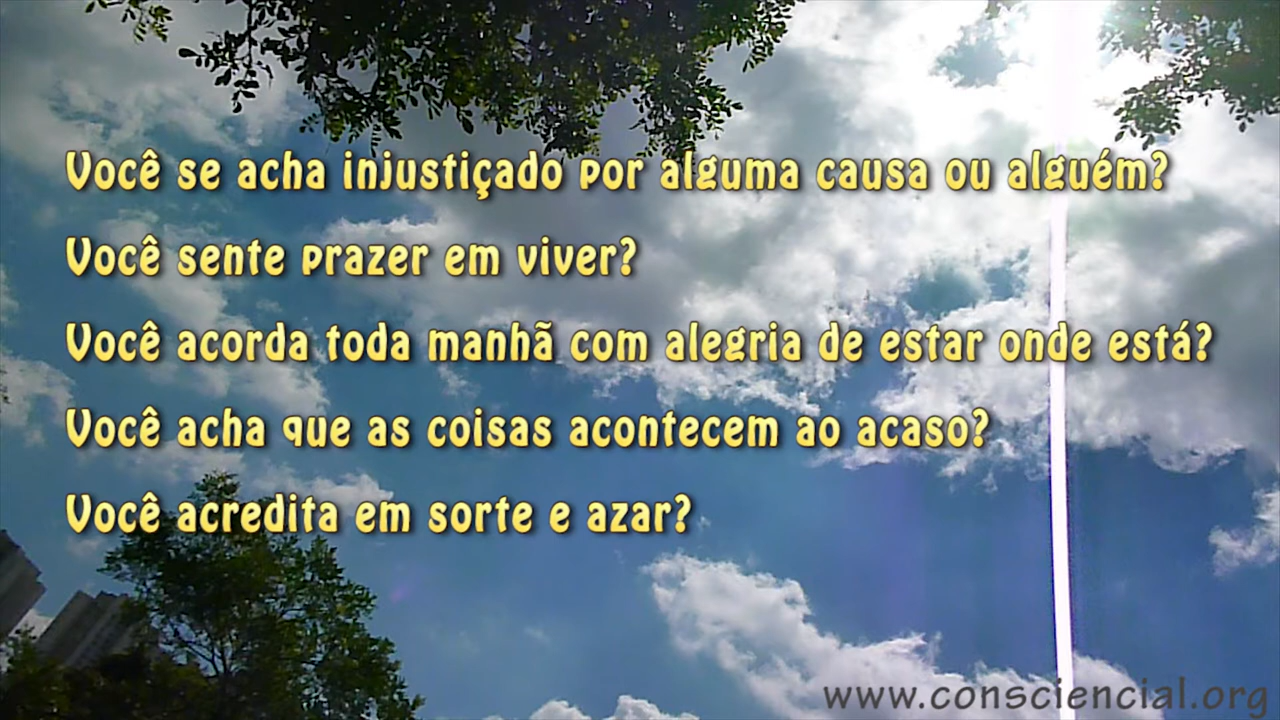 Você se acha injustiçado por alguma causa ou alguém?
Você sente prazer em viver?
Você acorda toda manhã com alegria de estar onde está?
Você acha que as coisas acontecem ao acaso?
Você acredita em sorte e azar?
www.consciencial.org